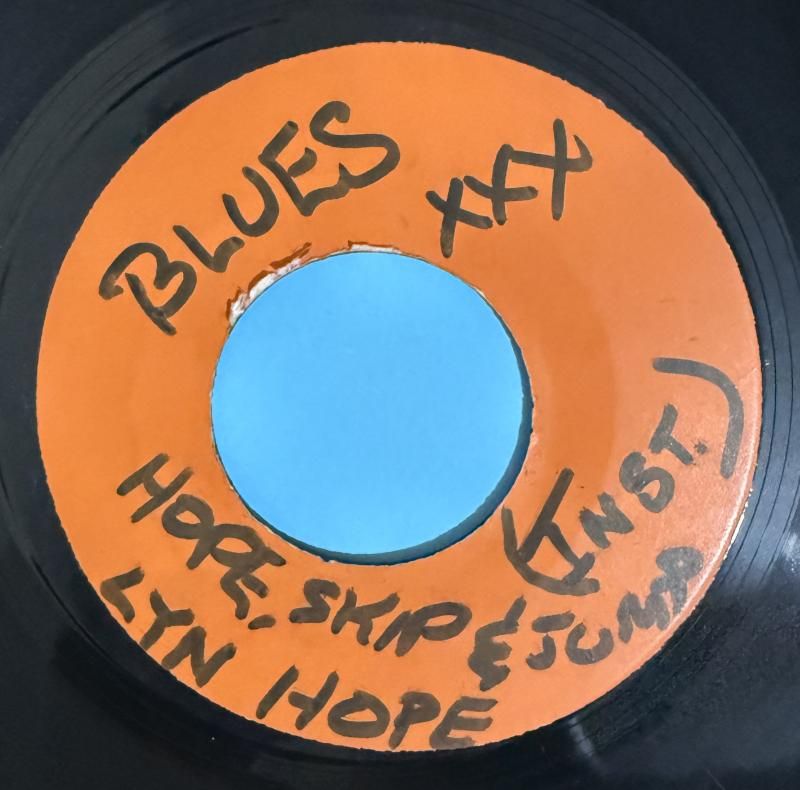 BLUES XXX
(INST.)
HOPE, SKIP & JUMP
LYN HOPE